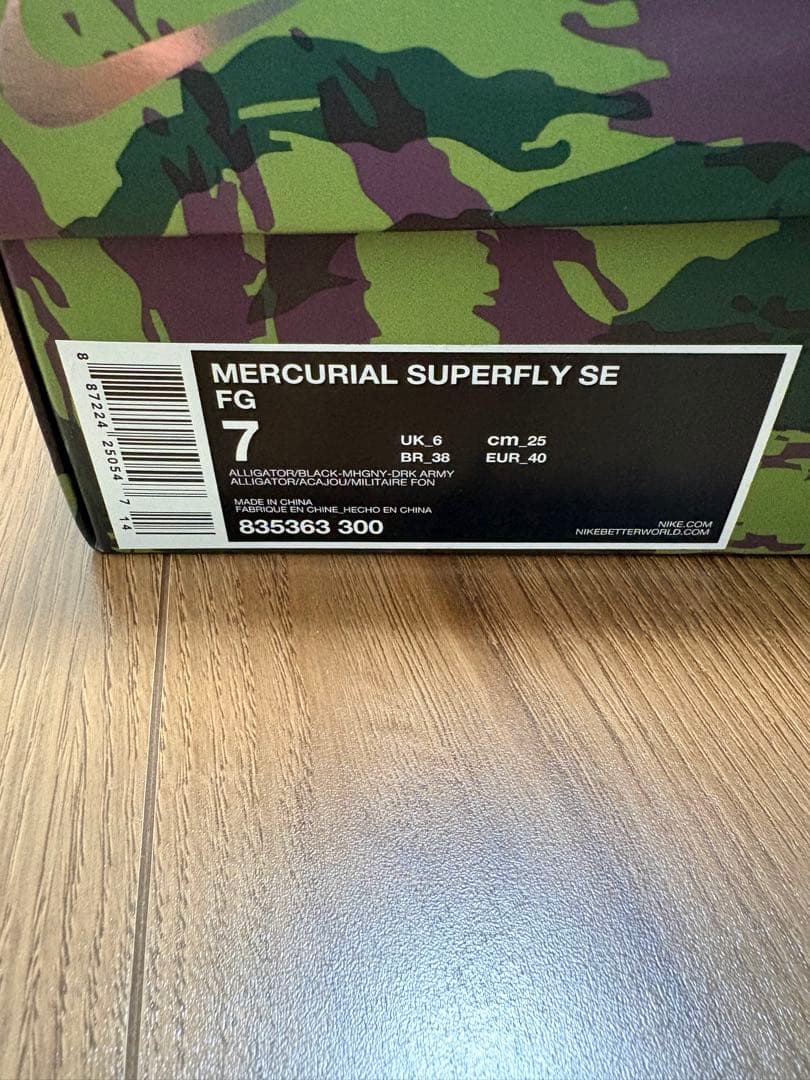 MERCURIAL SUPERFLY SE
FG
7
UK_6 cm_25
BR_38 EUR_40
ALLIGATOR/BLACK-MHGNY-DRK ARMY
ALLIGATOR/ACAJOU/MILITAIRE FON
MADE IN CHINA
FABRIQUE EN CHINE_HECHO EN CHINA
835363 300
NIKE.COM
NIKEBETTERWORLD.COM
8 87224 25054 7 14